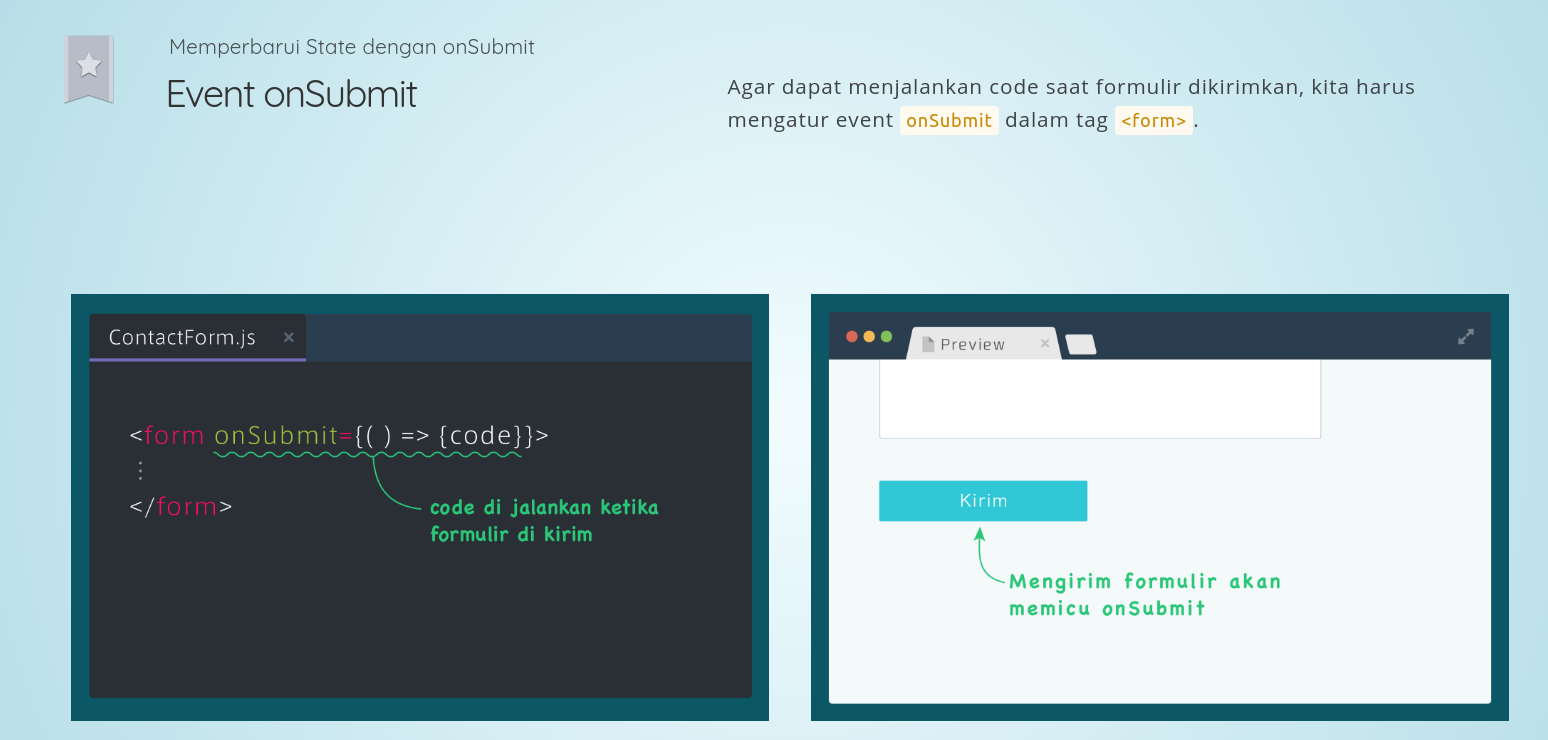 Memperbarui State dengan onSubmit
Event onSubmit
Agar dapat menjalankan code saat formulir dikirimkan, kita harus
mengatur event onSubmit dalam tag <form>.
ContactForm.js ×
<form onSubmit={( ) => {code}}>
⋮
</form>
code di jalankan ketika
formulir di kirim
Preview ×
Kirim
Mengirim formulir akan
memicu onSubmit